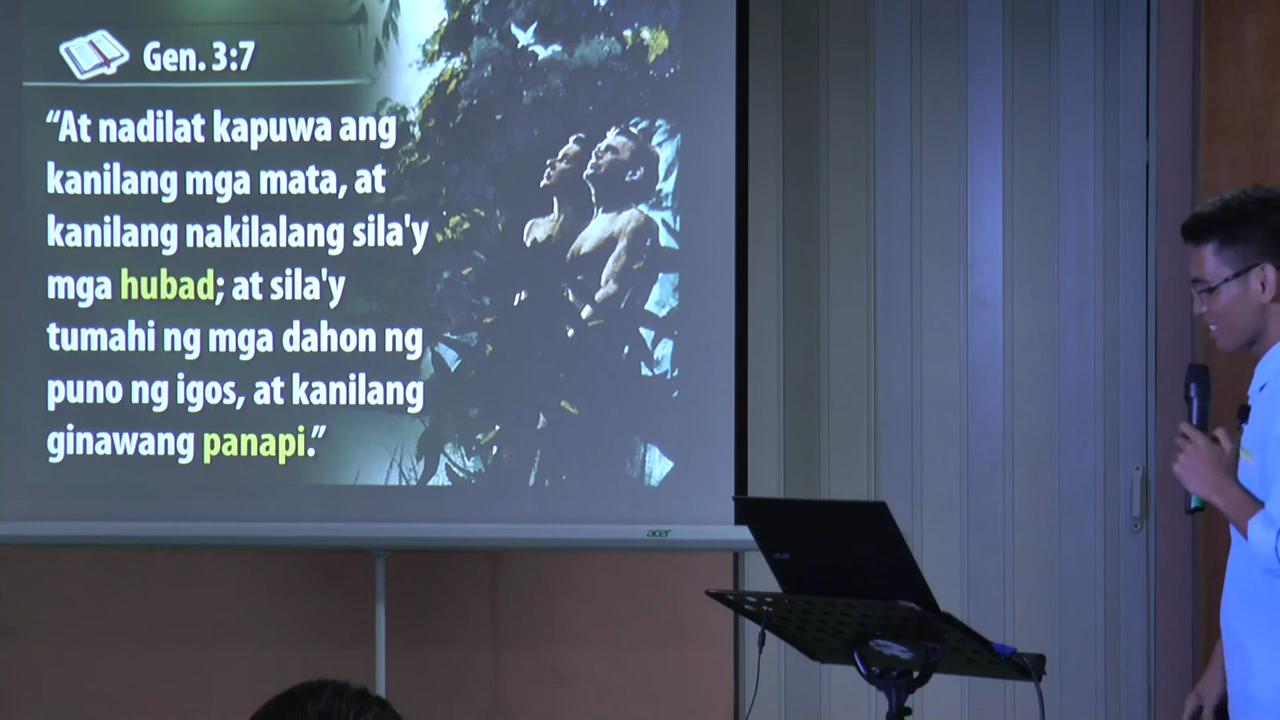 Gen. 3:7
“At nadilat kapuwa ang
kanilang mga mata, at
kanilang nakilalang sila'y
mga hubad; at sila'y
tumahi ng mga dahon ng
puno ng igos, at kanilang
ginawang panapi.”
acer